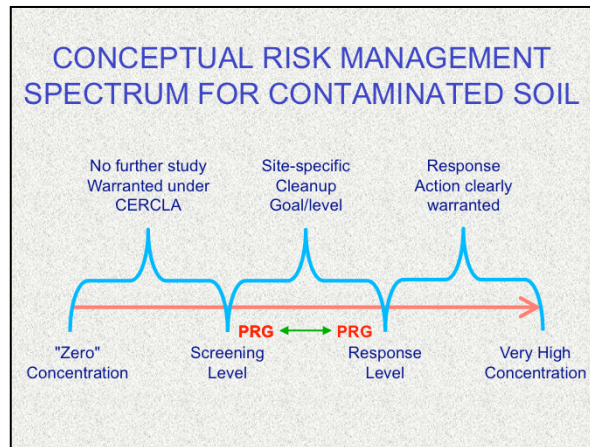 CONCEPTUAL RISK MANAGEMENT
SPECTRUM FOR CONTAMINATED SOIL
No further study
Warranted under
CERCLA
Site-specific
Cleanup
Goal/level
Response
Action clearly
warranted
PRG
PRG
"Zero"
Concentration
Screening
Level
Response
Level
Very High
Concentration